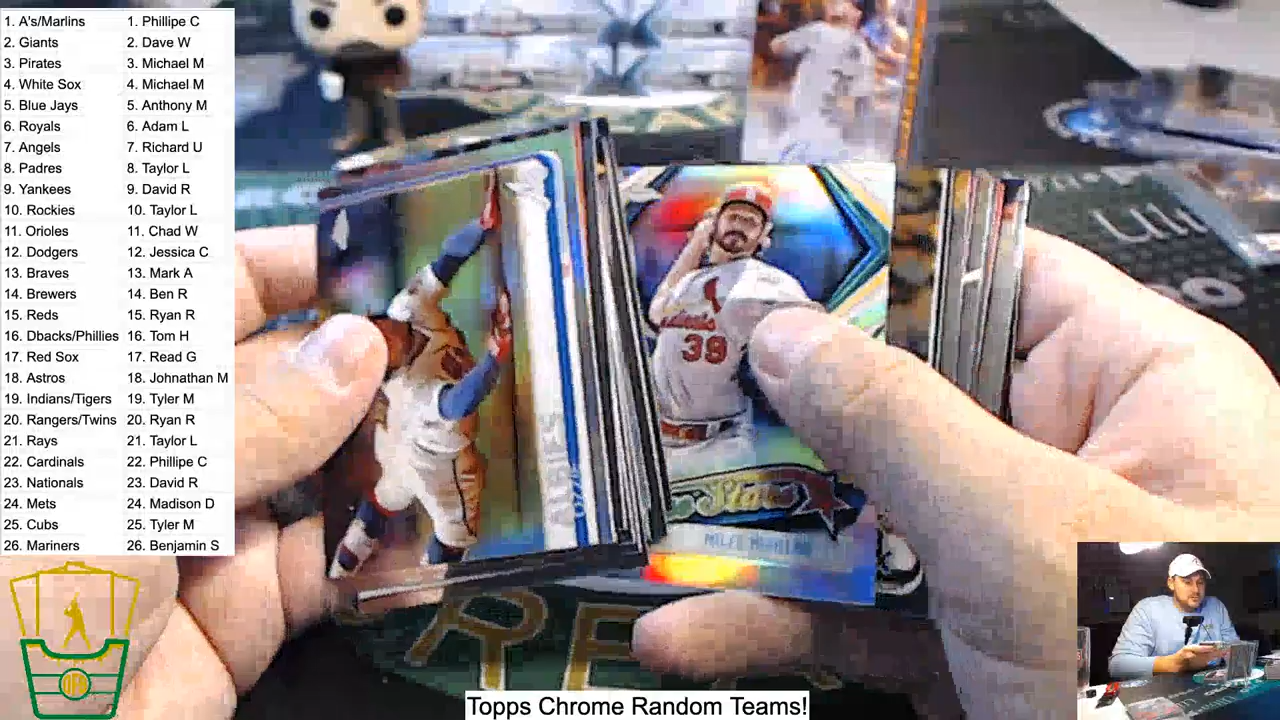 1. A's/Marlins
2. Giants
3. Pirates
4. White Sox
5. Blue Jays
6. Royals
7. Angels
8. Padres
9. Yankees
10. Rockies
11. Orioles
12. Dodgers
13. Braves
14. Brewers
15. Reds
16. Dbacks/Phillies
17. Red Sox
18. Astros
19. Indians/Tigers
20. Rangers/Twins
21. Rays
22. Cardinals
23. Nationals
24. Mets
25. Cubs
26. Mariners
1. Phillipe C
2. Dave W
3. Michael M
4. Michael M
5. Anthony M
6. Adam L
7. Richard U
8. Taylor L
9. David R
10. Taylor L
11. Chad W
12. Jessica C
13. Mark A
14. Ben R
15. Ryan R
16. Tom H
17. Read G
18. Johnathan M
19. Tyler M
20. Ryan R
21. Taylor L
22. Phillipe C
23. David R
24. Madison D
25. Tyler M
26. Benjamin S
39
Stars
Topps Chrome Random Teams!